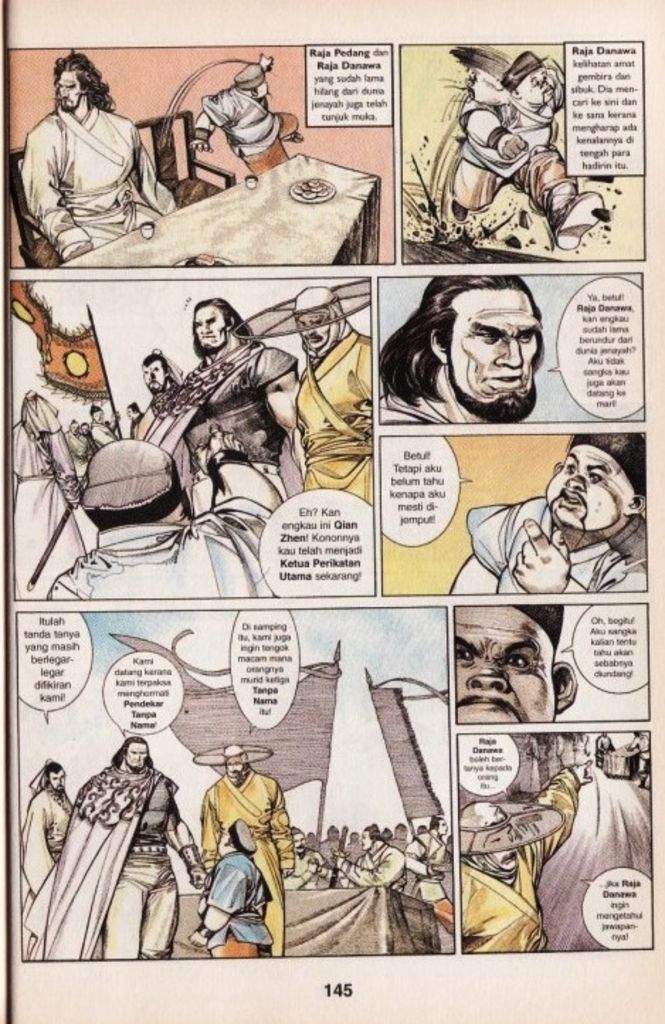 Raja Pedang dan
Raja Danawa
yang sudah lama
hilang dari dunia
jenayah juga telah
tunjuk muka.
Raja Danawa
kelihatan amat
gembira dan
sibuk. Dia men-
cari ke sini dan
ke sana kerana
mengharap ada
kenalannya di
tengah para
hadirin itu.
Eh? Kan
engkau ini Qian
Zhen! Kononnya
kau telah menjadi
Ketua Perikatan
Utama sekarang!
Ya, betul!
Raja Danawa,
kan engkau
sudah lama
berundur dari
dunia jenayah?
Aku tidak
sangka kau
juga akan
datang ke
mari!
Betul!
Tetapi aku
belum tahu
kenapa aku
mesti di-
jemput!
Itulah
tanda tanya
yang masih
berlegar-
legar
difikiran
kami!
Kami
datang kerana
kami terpaksa
menghormati
Pendekar
Tanpa
Nama!
Di samping
itu, kami juga
ingin tengok
macam mana
orangnya
murid ketiga
Tanpa
Nama
itu!
Oh, begitu!
Aku sangka
kalian tentu
tahu akan
sebabnya
diundang!
Raja
Danawa
boleh ber-
tanya kepada
orang
itu...
...jika Raja
Danawa
ingin
mengetahui
jawapan-
nya!
145